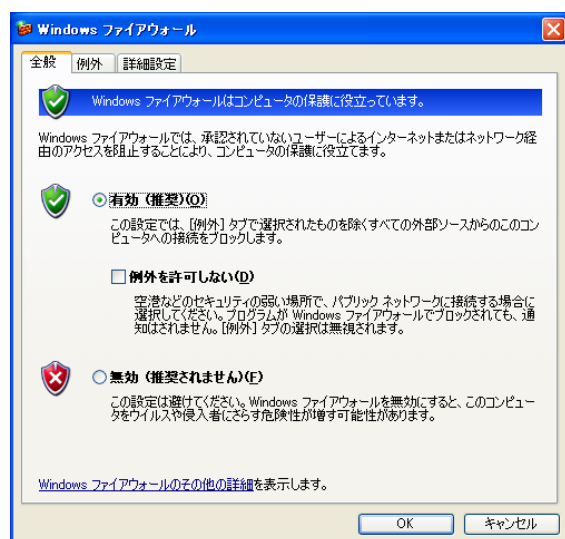 Windows ファイアウォール
全般 例外 詳細設定
Windows ファイアウォールはコンピュータの保護に役立っています。
Windows ファイアウォールでは、承認されていないユーザーによるインターネットまたはネットワーク経
由のアクセスを阻止することにより、コンピュータの保護に役立てます。
有効 (推奨)(O)
この設定では、[例外] タブで選択されたものを除くすべての外部ソースからのこのコン
ピュータへの接続をブロックします。
例外を許可しない(D)
空港などのセキュリティの弱い場所で、パブリック ネットワークに接続する場合に
選択してください。プログラムが Windows ファイアウォールでブロックされても、通
知はされません。[例外] タブの選択は無視されます。
無効 (推奨されません)(F)
この設定は避けてください。Windows ファイアウォールを無効にすると、このコンピュー
タをウイルスや侵入者にさらす危険性が増す可能性があります。
Windows ファイアウォールのその他の詳細を表示します。
OK キャンセル